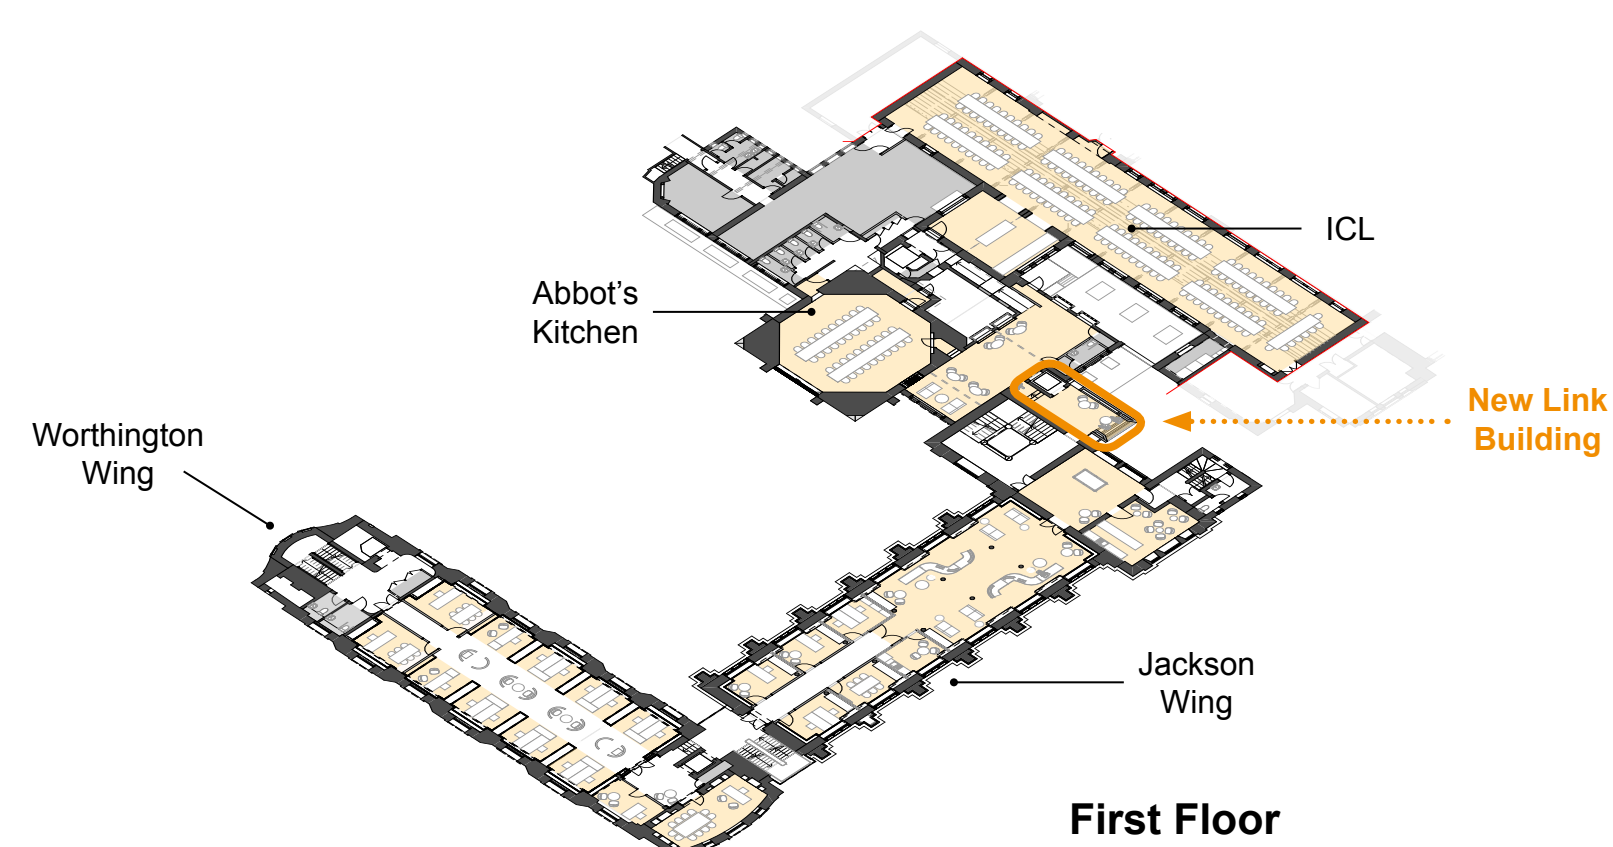 ICL
Abbot's
Kitchen
New Link
Building
Worthington
Wing
Jackson
Wing
First Floor